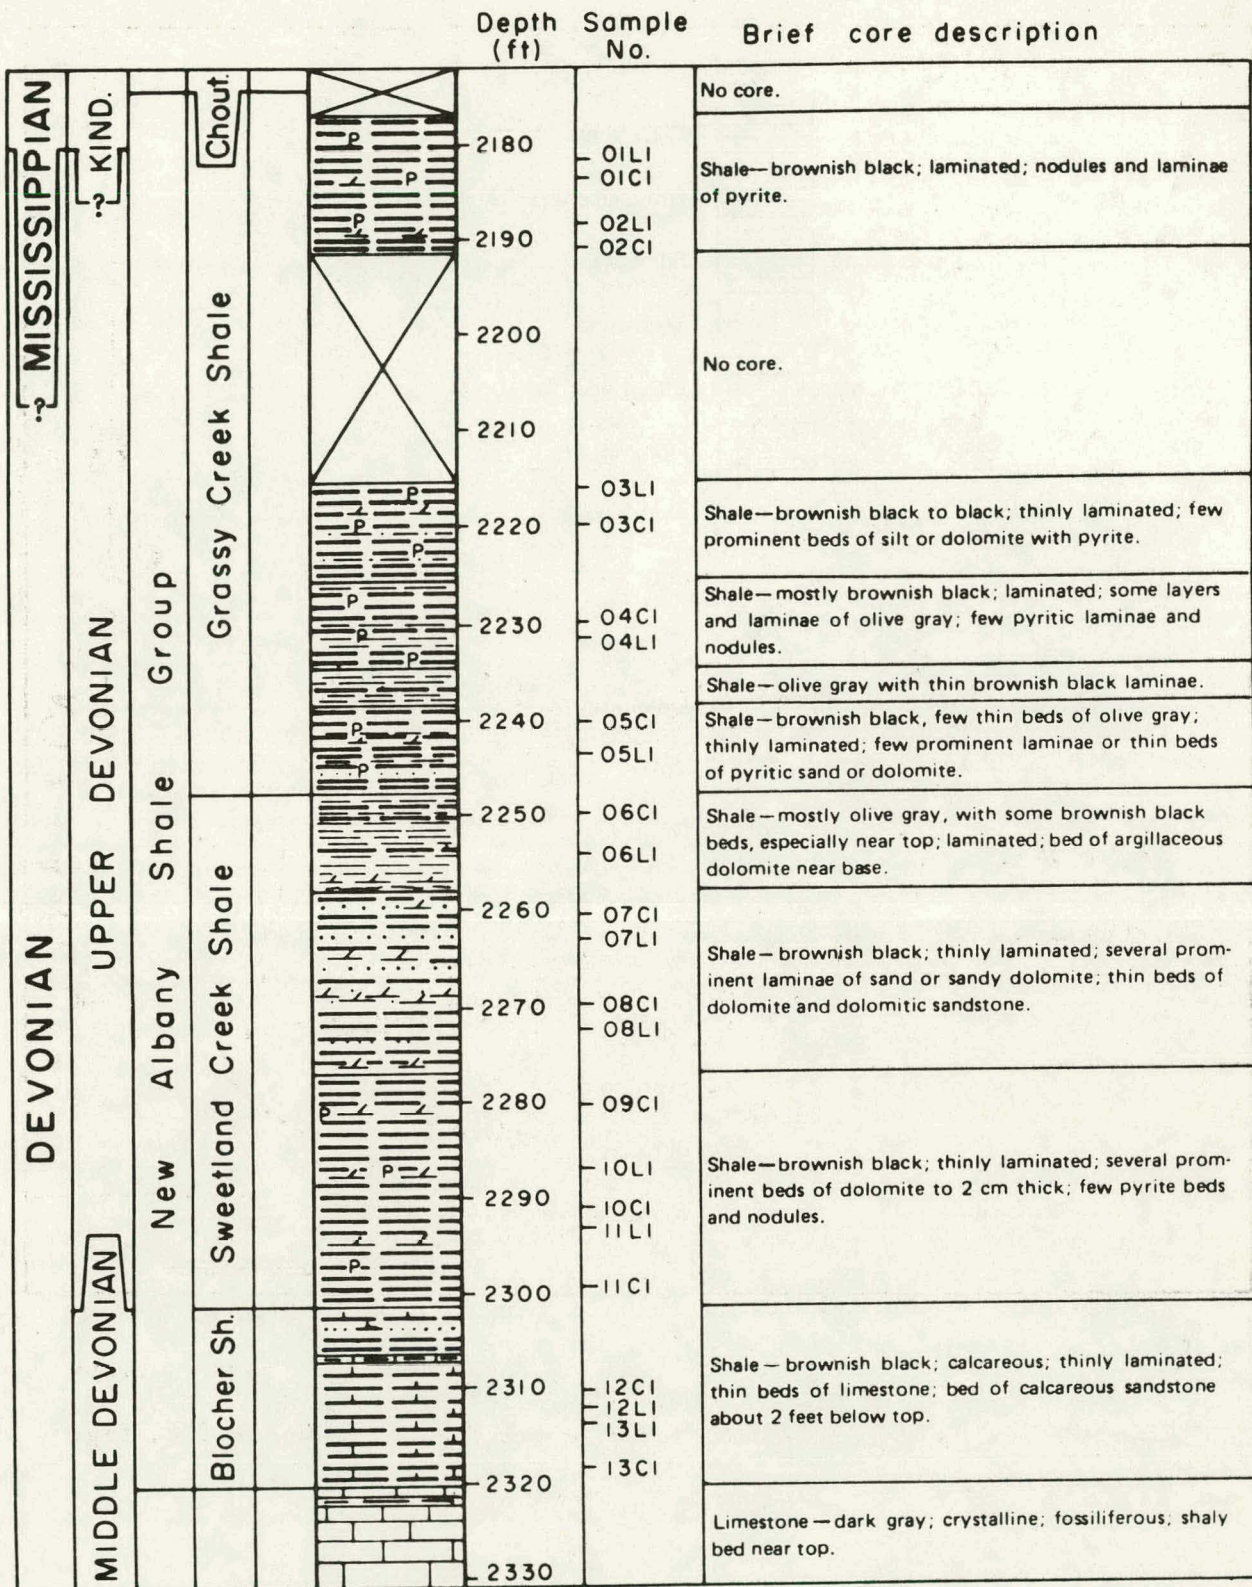 Depth Sample Brief core description
(ft) No.
MISSISSIPPIAN
?
DEVONIAN
KIND.
?
UPPER DEVONIAN
MIDDLE DEVONIAN
New Albany Shale Group
Chout.
Grassy Creek Shale
Sweetland Creek Shale
Blocher Sh.
P
P
P
P
P
P
P
P
P
P
P
P
P
P
2180
2190
2200
2210
2220
2230
2240
2250
2260
2270
2280
2290
2300
2310
2320
2330
01L1
01C1
02L1
02C1
03L1
03C1
04C1
04L1
05C1
05L1
06C1
06L1
07C1
07L1
08C1
08L1
09C1
10L1
10C1
11L1
11C1
12C1
12L1
13L1
13C1
No core.
Shale—brownish black; laminated; nodules and laminae
of pyrite.
No core.
Shale—brownish black to black; thinly laminated; few
prominent beds of silt or dolomite with pyrite.
Shale—mostly brownish black; laminated; some layers
and laminae of olive gray; few pyritic laminae and
nodules.
Shale—olive gray with thin brownish black laminae.
Shale—brownish black, few thin beds of olive gray;
thinly laminated; few prominent laminae or thin beds
of pyritic sand or dolomite.
Shale—mostly olive gray, with some brownish black
beds, especially near top; laminated; bed of argillaceous
dolomite near base.
Shale—brownish black; thinly laminated; several prom-
inent laminae of sand or sandy dolomite; thin beds of
dolomite and dolomitic sandstone.
Shale—brownish black; thinly laminated; several prom-
inent beds of dolomite to 2 cm thick; few pyrite beds
and nodules.
Shale—brownish black; calcareous; thinly laminated;
thin beds of limestone; bed of calcareous sandstone
about 2 feet below top.
Limestone—dark gray; crystalline; fossiliferous; shaly
bed near top.